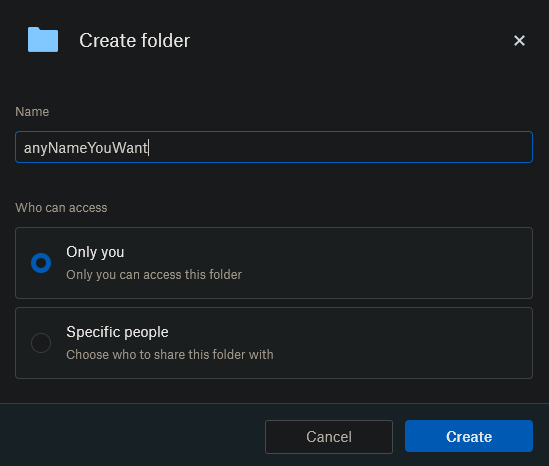 Create folder
Name
anyNameYouWant
Who can access
Only you
Only you can access this folder
Specific people
Choose who to share this folder with
Cancel
Create